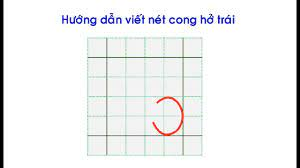 Hướng dẫn viết nét cong hở trái